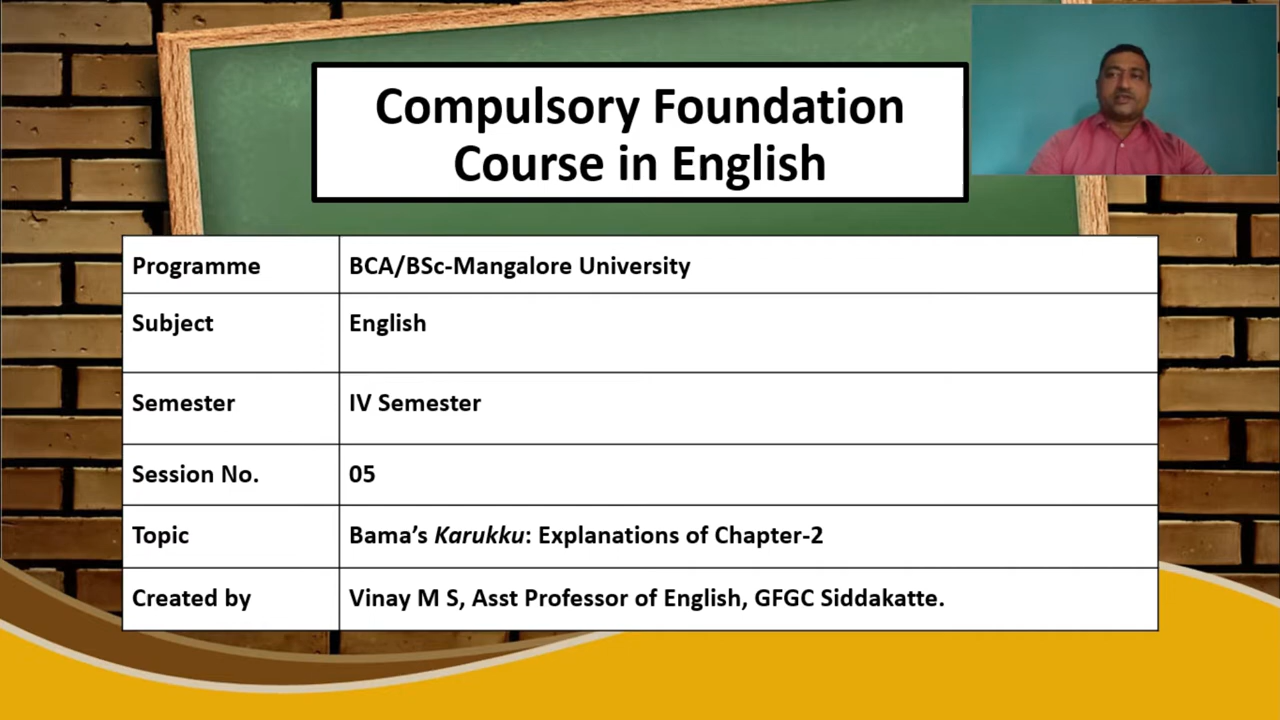 Compulsory Foundation
Course in English
Programme BCA/BSc-Mangalore University
Subject English
Semester IV Semester
Session No. 05
Topic Bama’s Karukku: Explanations of Chapter-2
Created by Vinay M S, Asst Professor of English, GFGC Siddakatte.